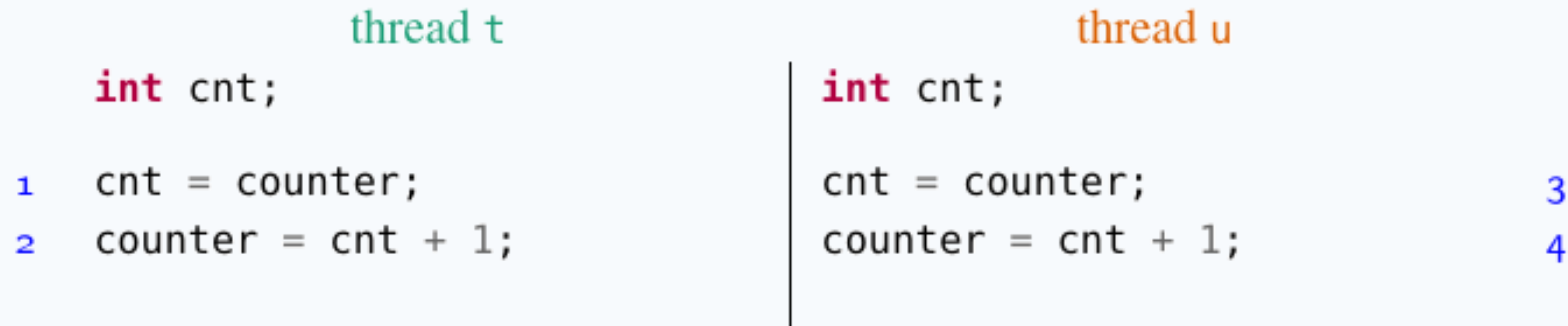 thread t thread u
int cnt; int cnt;
1 cnt = counter; cnt = counter; 3
2 counter = cnt + 1; counter = cnt + 1; 4